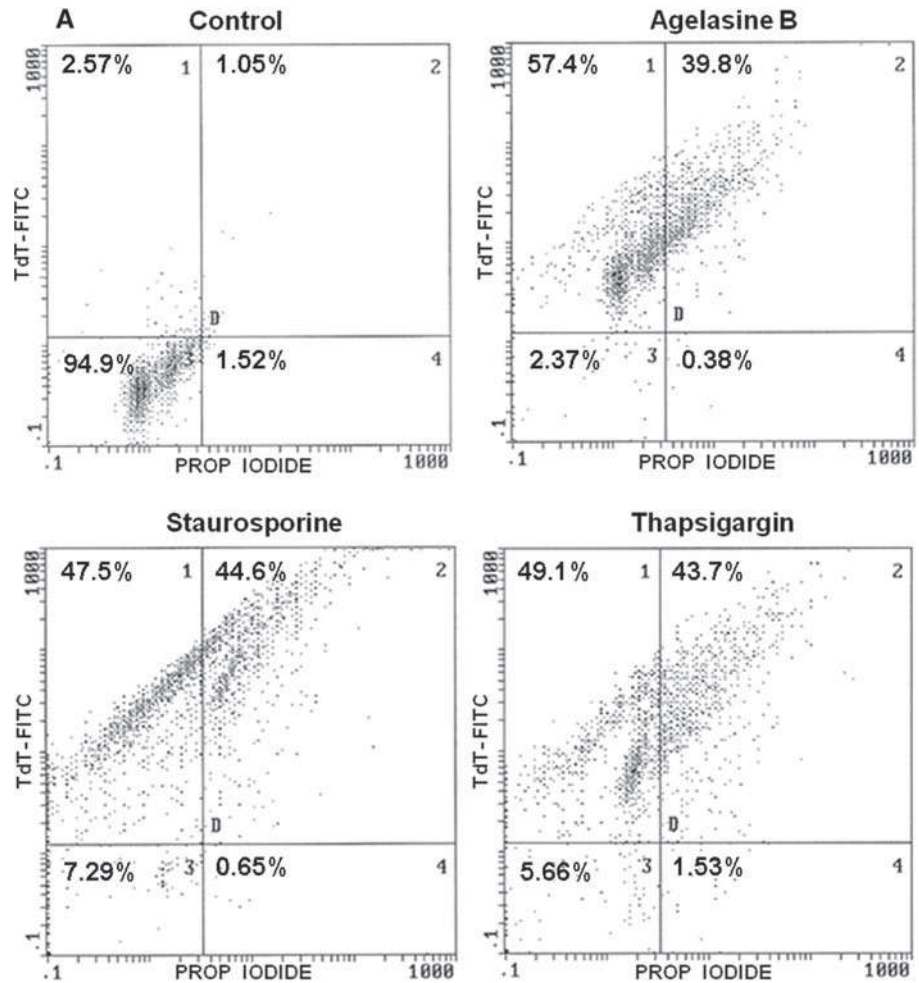 A
Control
1000
2.57%
1
1.05%
2
TdT-FITC
D
94.9%
3
1.52%
4
.1
.1
PROP IODIDE
1000
Agelasine B
1000
57.4%
1
39.8%
2
TdT-FITC
D
2.37%
3
0.38%
4
.1
.1
PROP IODIDE
1000
Staurosporine
1000
47.5%
1
44.6%
2
TdT-FITC
D
7.29%
3
0.65%
4
.1
.1
PROP IODIDE
1000
Thapsigargin
1000
49.1%
1
43.7%
2
TdT-FITC
D
5.66%
3
1.53%
4
.1
.1
PROP IODIDE
1000